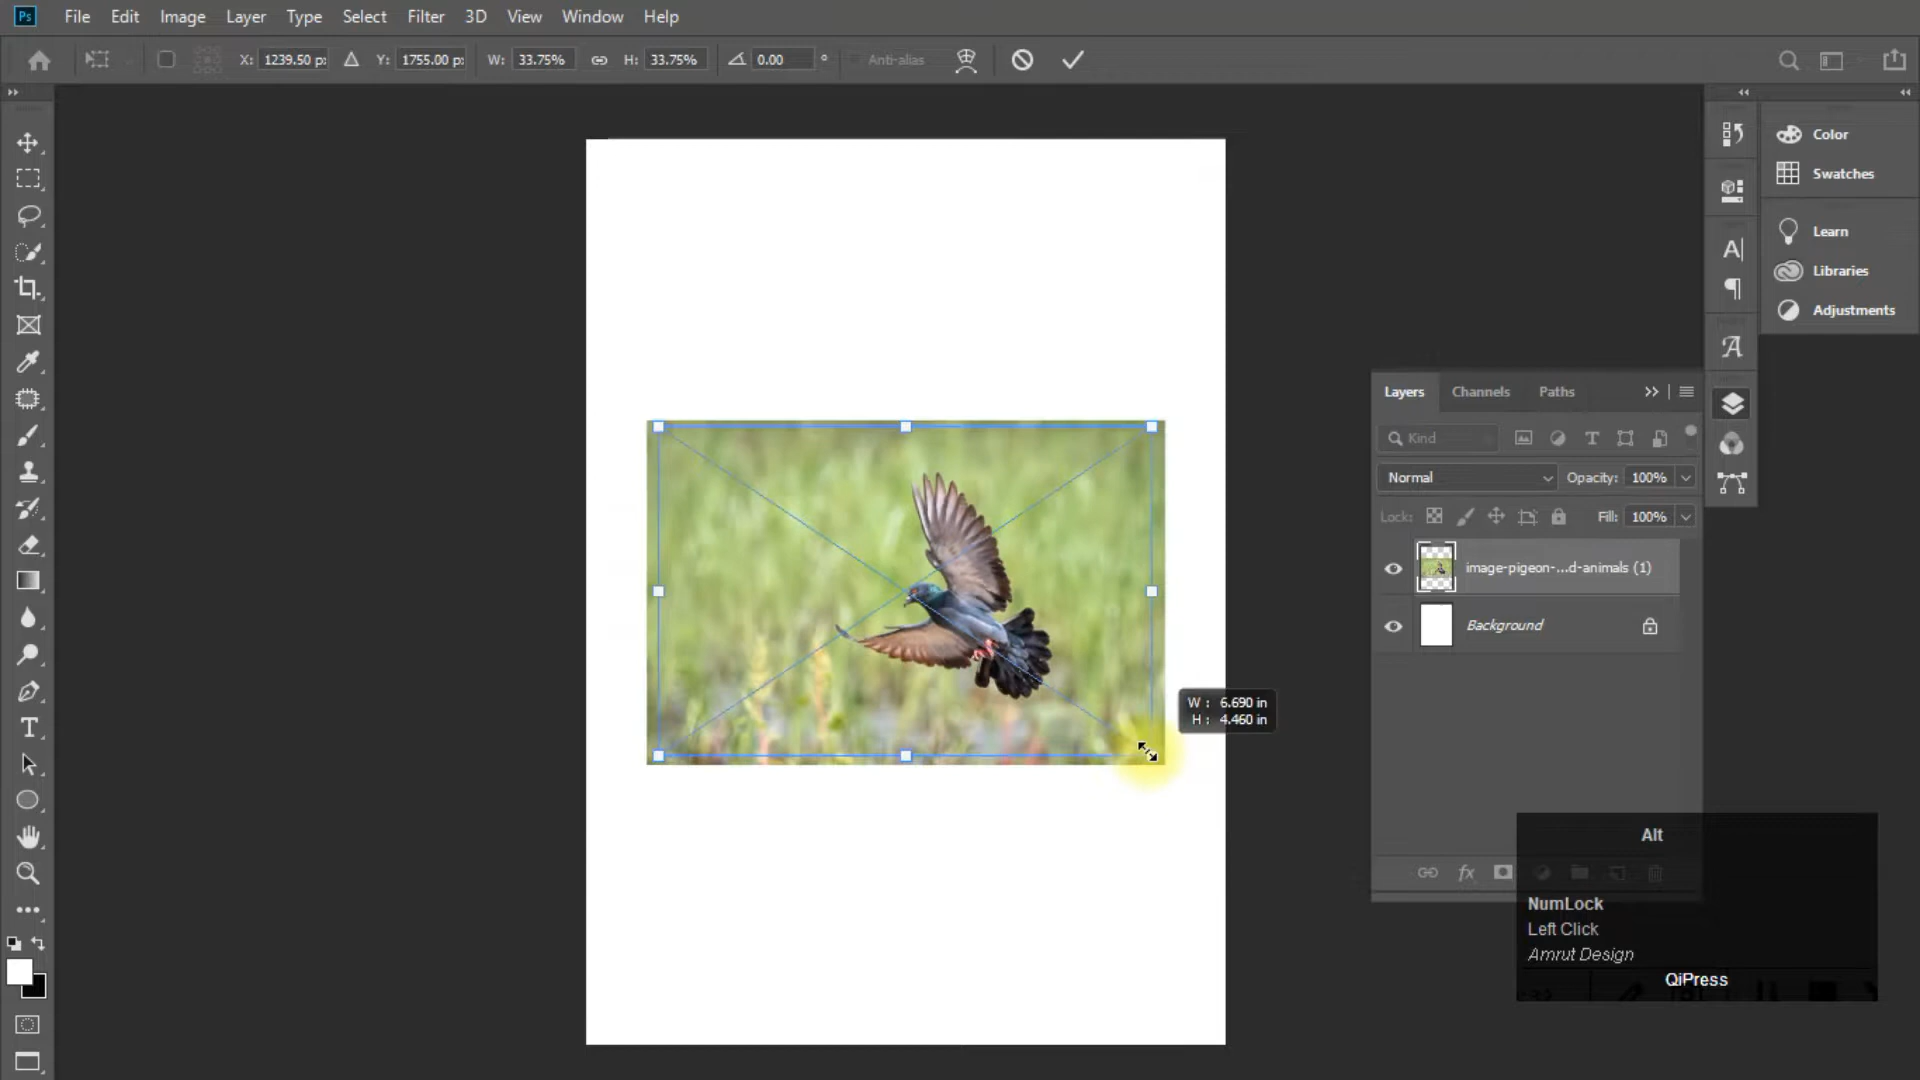 Ps File Edit Image Layer Type Select Filter 3D View Window Help
X: 1239.50 p Y: 1755.00 p W: 33.75% H: 33.75% 0.00 ° Anti-alias
Color
Swatches
Learn
Libraries
Adjustments
Layers Channels Paths
Kind
Normal Opacity: 100%
Lock: Fill: 100%
image-pigeon-...d-animals (1)
Background
W : 6.690 in
H : 4.460 in
Alt
NumLock
Left Click
Amrut Design
QiPress